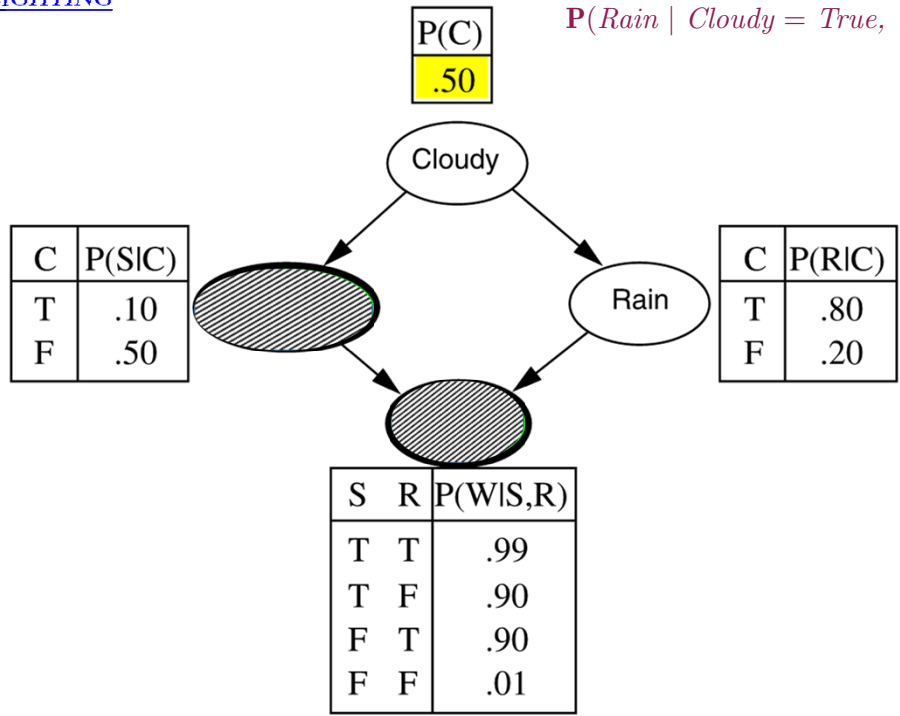 P(Rain | Cloudy = True,
P(C)
.50
Cloudy
C P(S|C)
T .10
F .50
Rain
C P(R|C)
T .80
F .20
S R P(W|S,R)
T T .99
T F .90
F T .90
F F .01